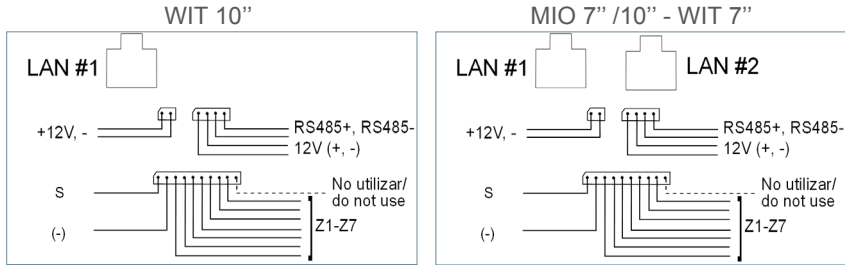 WIT 10’’
LAN #1
+12V, -
RS485+, RS485-
12V (+, -)
S
(-)
No utilizar/
do not use
Z1-Z7
MIO 7’’ /10’’ - WIT 7’’
LAN #1
LAN #2
+12V, -
RS485+, RS485-
12V (+, -)
S
(-)
No utilizar/
do not use
Z1-Z7